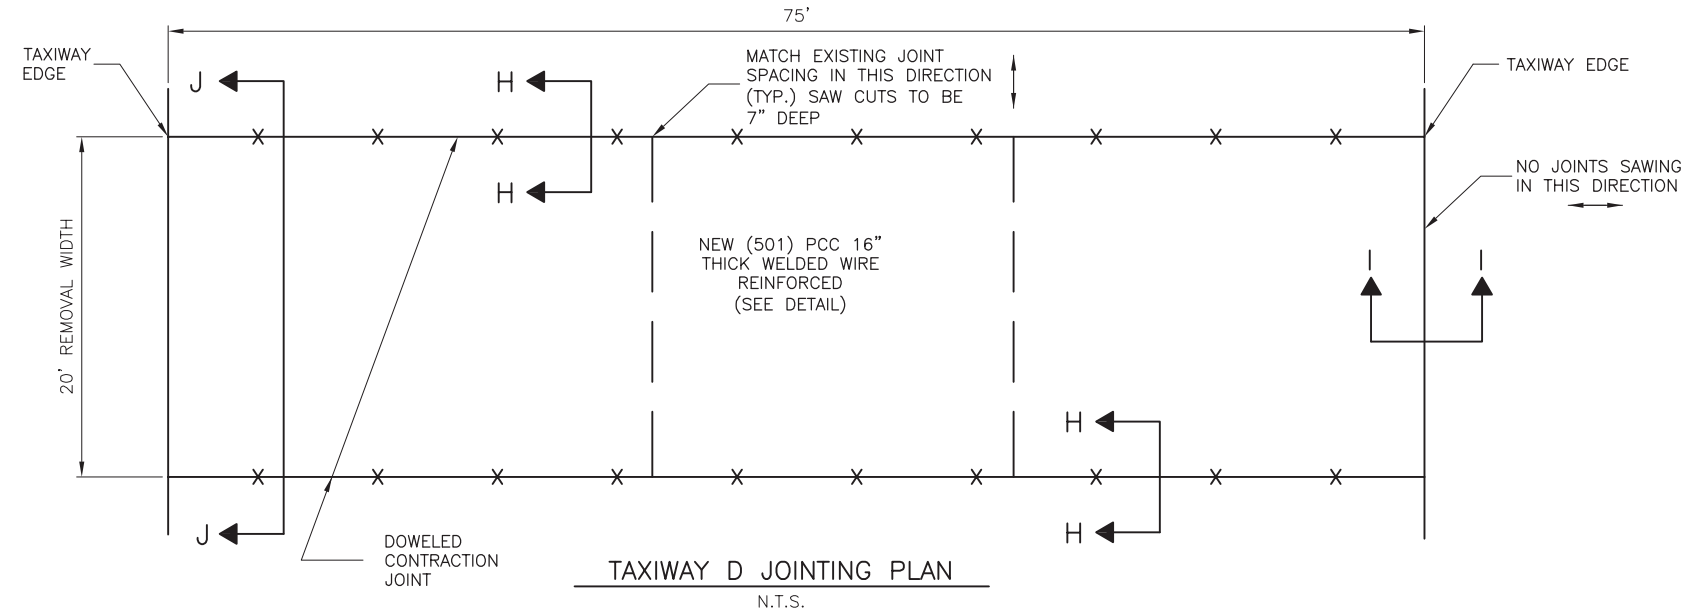 75'
TAXIWAY
EDGE
J
H
MATCH EXISTING JOINT
SPACING IN THIS DIRECTION
(TYP.) SAW CUTS TO BE
7" DEEP
TAXIWAY EDGE
H
NO JOINTS SAWING
IN THIS DIRECTION
20' REMOVAL WIDTH
NEW (501) PCC 16"
THICK WELDED WIRE
REINFORCED
(SEE DETAIL)
I
I
H
J
H
DOWELED
CONTRACTION
JOINT
TAXIWAY D JOINTING PLAN
N.T.S.